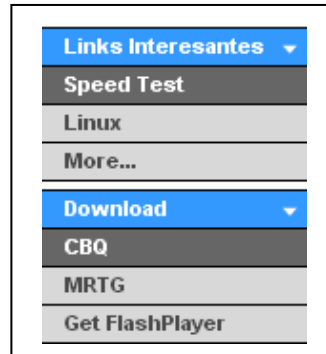 Links Interesantes
Speed Test
Linux
More...
Download
CBQ
MRTG
Get FlashPlayer